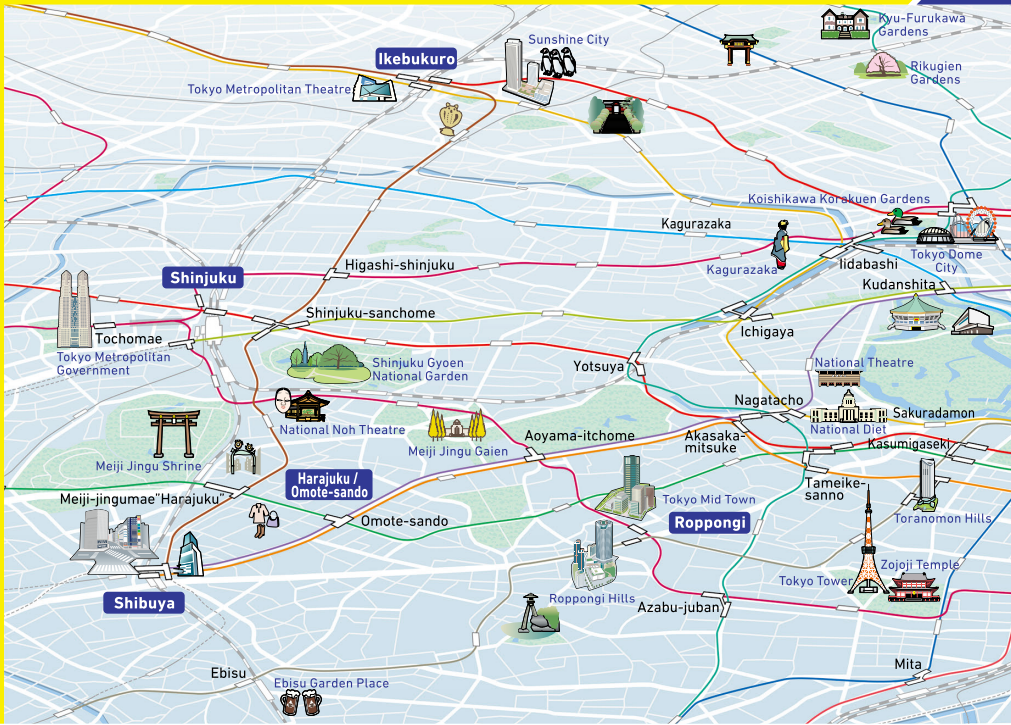 Kyu-Furukawa
Gardens
Sunshine City
Ikebukuro
Rikugien
Gardens
Tokyo Metropolitan Theatre
Koishikawa Korakuen Gardens
Kagurazaka
Kagurazaka
Iidabashi
Tokyo Dome
City
Higashi-shinjuku
Shinjuku
Kudanshita
Shinjuku-sanchome
Ichigaya
Tochomae
Tokyo Metropolitan
Government
Shinjuku Gyoen
National Garden
Yotsuya
National Theatre
Nagatacho
Sakuradamon
National Diet
National Noh Theatre
Meiji Jingu Gaien
Aoyama-itchome
Akasaka-
mitsuke
Kasumigaseki
Meiji Jingu Shrine
Harajuku /
Omote-sando
Meiji-jingumae"Harajuku"
Tameike-
sanno
Tokyo Mid Town
Roppongi
Omote-sando
Toranomon Hills
Zojoji Temple
Tokyo Tower
Roppongi Hills
Azabu-juban
Shibuya
Ebisu
Ebisu Garden Place
Mita